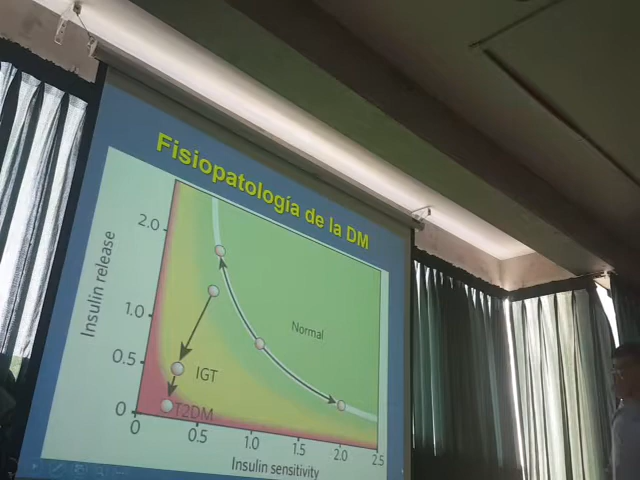 Fisiopatología de la DM
Insulin release
2.0
1.0
0.5
0
Normal
IGT
T2DM
0
0.5
1.0
1.5
2.0
2.5
Insulin sensitivity